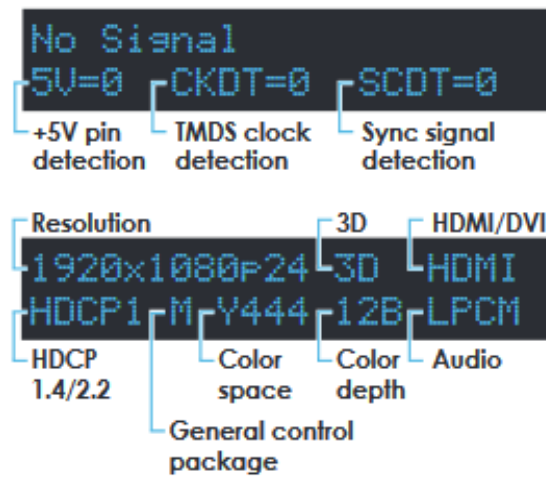 No Signal
5V=0 CKDT=0 SCDT=0
+5V pin detection
TMDS clock detection
Sync signal detection
Resolution 3D HDMI/DVI
1920x1080p24 3D HDMI
HDCP1 M Y444 12B LPCM
HDCP 1.4/2.2
Color space
Color depth
Audio
General control package